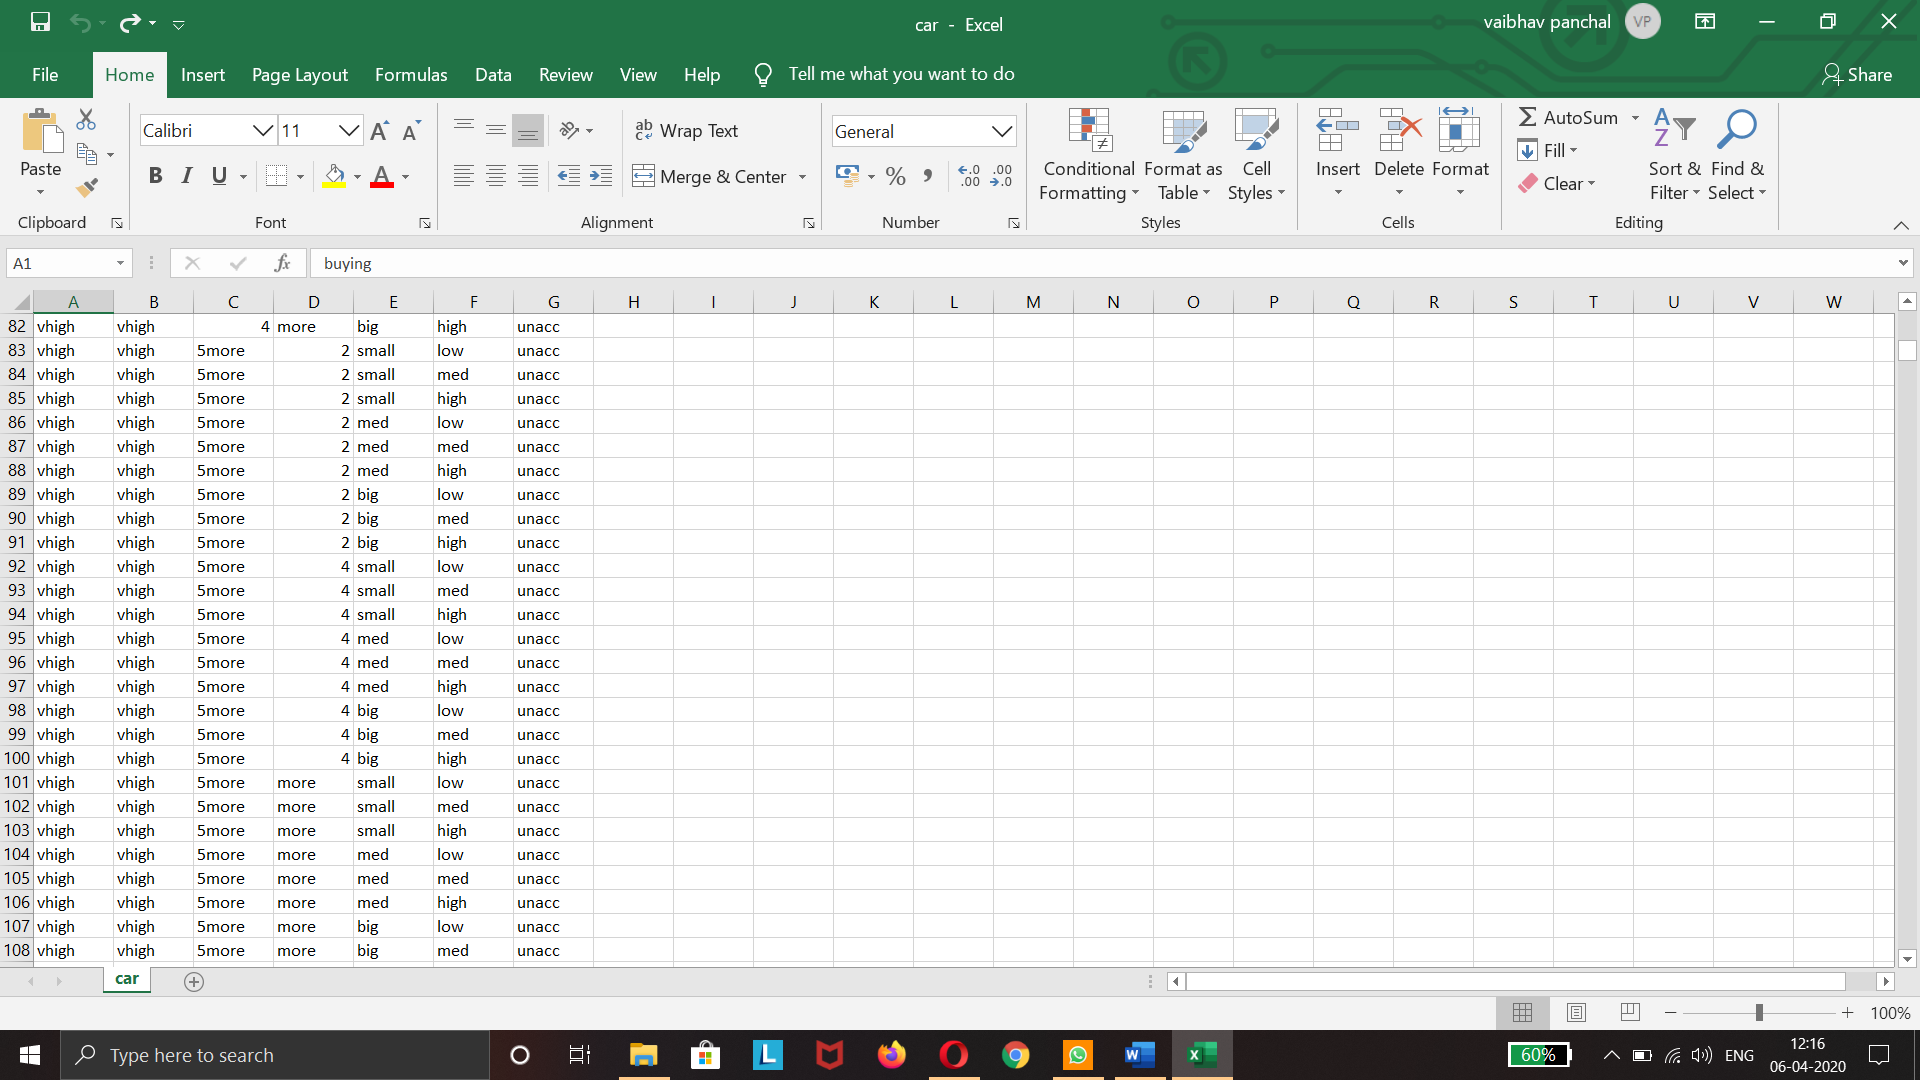 car - Excel
vaibhav panchal VP
File Home Insert Page Layout Formulas Data Review View Help Tell me what you want to do Share
Paste
Clipboard
Calibri 11
B I U
Font
ab Wrap Text
Merge & Center
Alignment
General
% , .00
Number
Conditional Formatting
Format as Table
Cell Styles
Styles
Insert Delete Format
Cells
AutoSum
Fill
Clear
Sort & Filter
Find & Select
Editing
A1 fx buying
A B C D E F G H I J K L M N O P Q R S T U V W
82 vhigh vhigh 4 more big high unacc
83 vhigh vhigh 5more 2 small low unacc
84 vhigh vhigh 5more 2 small med unacc
85 vhigh vhigh 5more 2 small high unacc
86 vhigh vhigh 5more 2 med low unacc
87 vhigh vhigh 5more 2 med med unacc
88 vhigh vhigh 5more 2 med high unacc
89 vhigh vhigh 5more 2 big low unacc
90 vhigh vhigh 5more 2 big med unacc
91 vhigh vhigh 5more 2 big high unacc
92 vhigh vhigh 5more 4 small low unacc
93 vhigh vhigh 5more 4 small med unacc
94 vhigh vhigh 5more 4 small high unacc
95 vhigh vhigh 5more 4 med low unacc
96 vhigh vhigh 5more 4 med med unacc
97 vhigh vhigh 5more 4 med high unacc
98 vhigh vhigh 5more 4 big low unacc
99 vhigh vhigh 5more 4 big med unacc
100 vhigh vhigh 5more 4 big high unacc
101 vhigh vhigh 5more more small low unacc
102 vhigh vhigh 5more more small med unacc
103 vhigh vhigh 5more more small high unacc
104 vhigh vhigh 5more more med low unacc
105 vhigh vhigh 5more more med med unacc
106 vhigh vhigh 5more more med high unacc
107 vhigh vhigh 5more more big low unacc
108 vhigh vhigh 5more more big med unacc
car
100%
Type here to search
60% ENG
12:16
06-04-2020